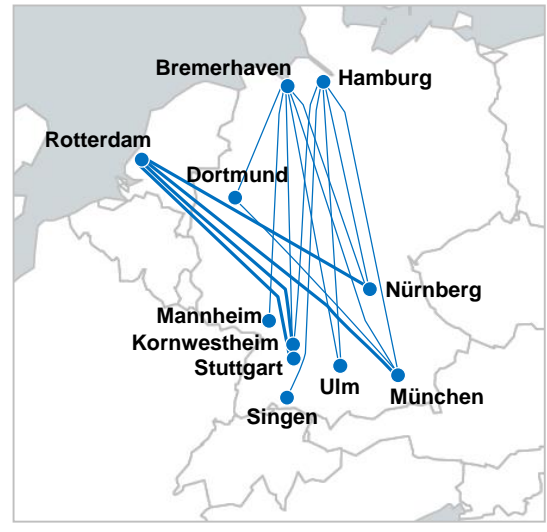 Bremerhaven
Hamburg
Rotterdam
Dortmund
Nürnberg
Mannheim
Kornwestheim
Stuttgart
Ulm
München
Singen